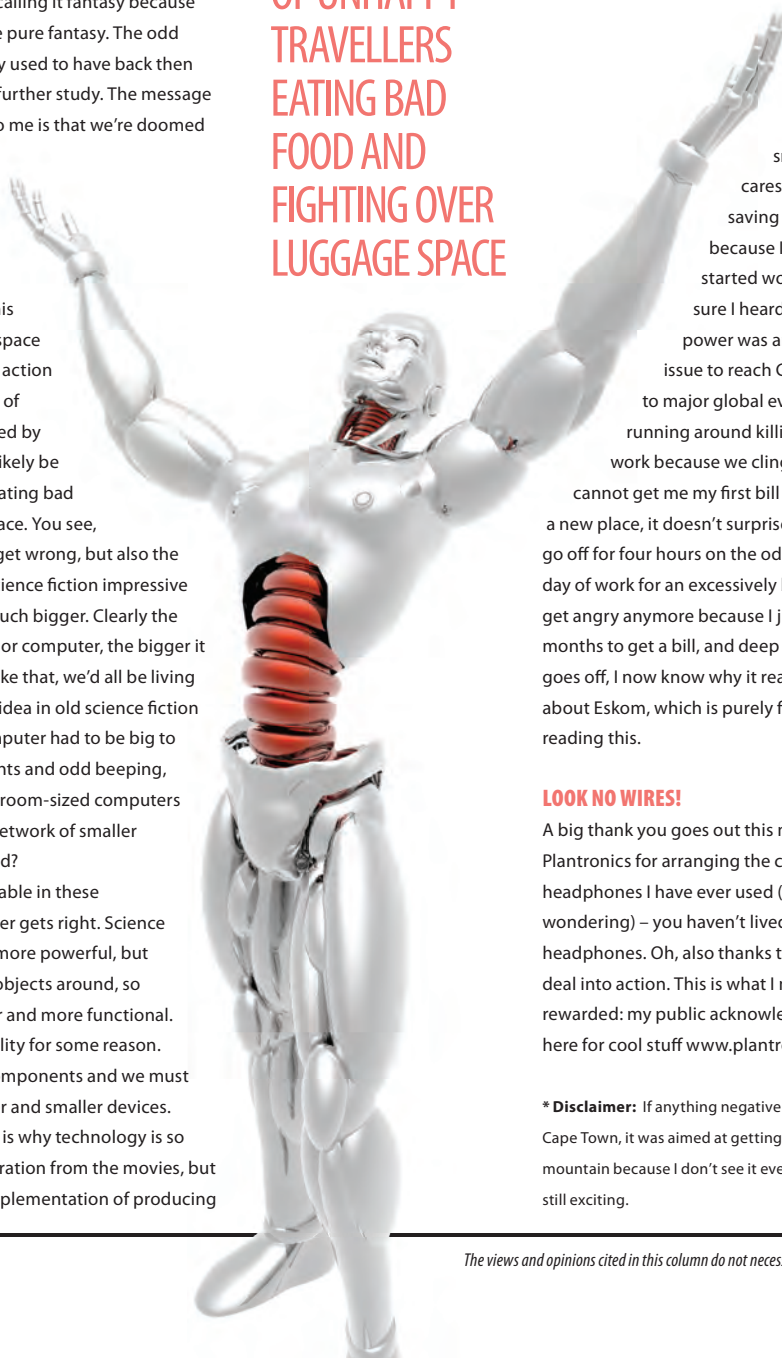 calling it fantasy because
e pure fantasy. The odd
y used to have back then
further study. The message
o me is that we're doomed
is
space
action
of
ed by
ikely be
ating bad
ace. You see,
get wrong, but also the
ience fiction impressive
uch bigger. Clearly the
or computer, the bigger it
ke that, we'd all be living
idea in old science fiction
mputer had to be big to
nts and odd beeping,
room-sized computers
etwork of smaller
d?
able in these
er gets right. Science
more powerful, but
objects around, so
r and more functional.
lity for some reason.
omponents and we must
r and smaller devices.
is why technology is so
ration from the movies, but
plementation of producing
OF UNHAPPY
TRAVELLERS
EATING BAD
FOOD AND
FIGHTING OVER
LUGGAGE SPACE
cares
saving
because I
started wo
sure I heard
power was a
issue to reach C
to major global ev
running around killi
work because we cling
cannot get me my first bill
a new place, it doesn't surprise
go off for four hours on the od
day of work for an excessively
get angry anymore because I j
months to get a bill, and deep
goes off, I now know why it rea
about Eskom, which is purely f
reading this.
LOOK NO WIRES!
A big thank you goes out this m
Plantronics for arranging the c
headphones I have ever used (
wondering) – you haven't lived
headphones. Oh, also thanks t
deal into action. This is what I
rewarded: my public acknowle
here for cool stuff www.plantr
* Disclaimer: If anything negative
Cape Town, it was aimed at getting
mountain because I don't see it eve
still exciting.
The views and opinions cited in this column do not neces